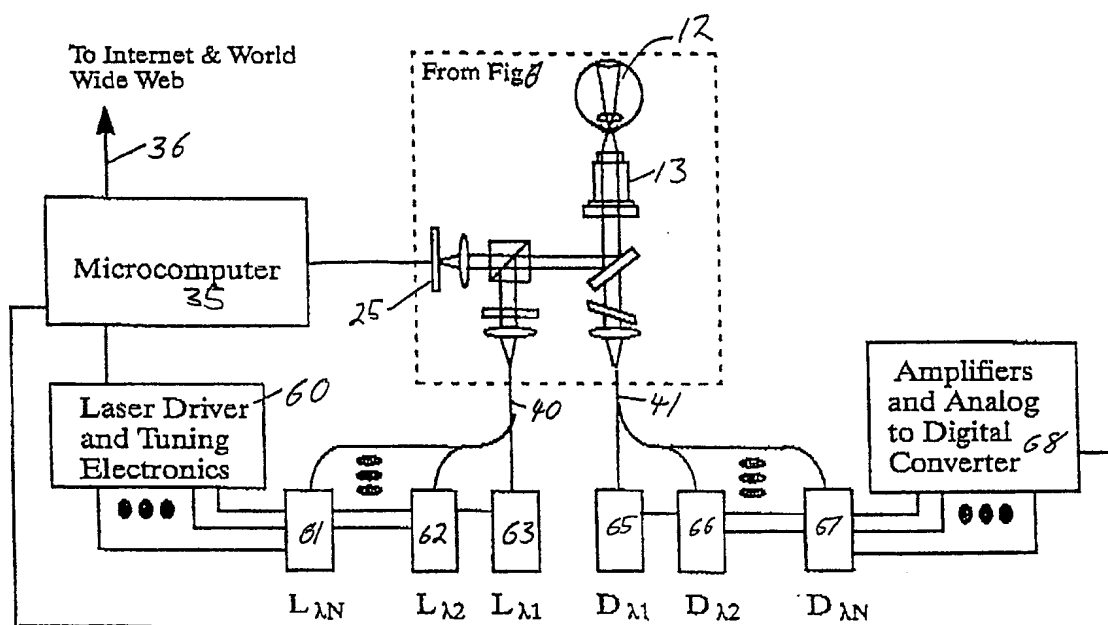 To Internet & World
Wide Web
36
From Fig 8
12
13
Microcomputer
35
25
Laser Driver
and Tuning
Electronics
60
40
41
Amplifiers
and Analog
to Digital
Converter 68
61
62
63
65
66
67
LλN
Lλ2
Lλ1
Dλ1
Dλ2
DλN